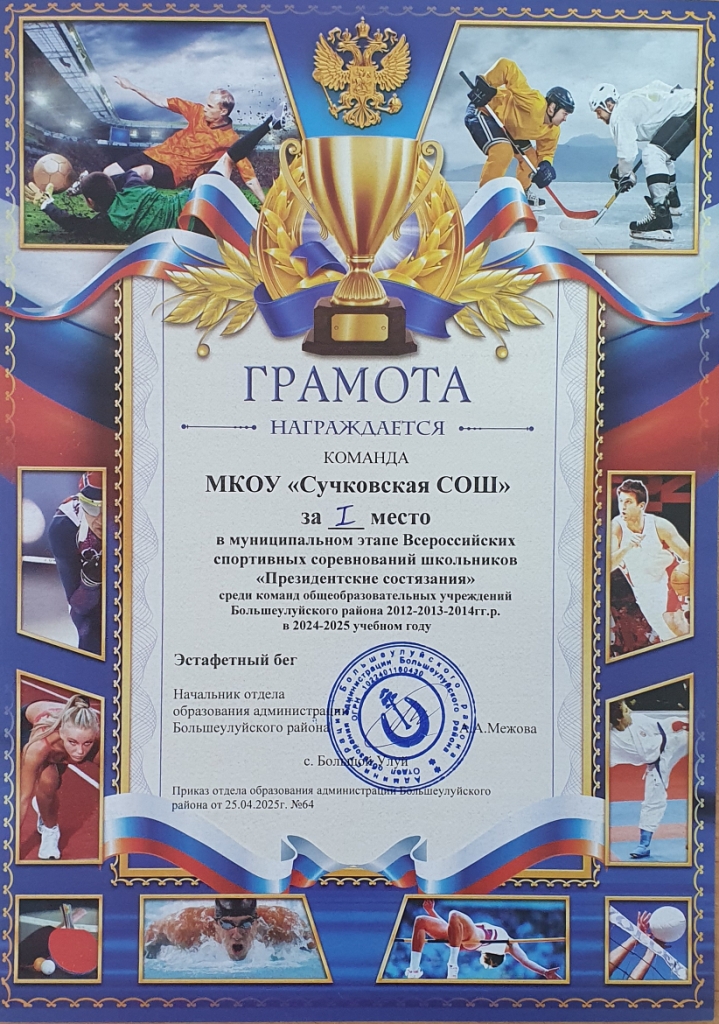 ГРАМОТА
НАГРАЖДАЕТСЯ
КОМАНДА
МКОУ «Сучковская СОШ»
за I место
в муниципальном этапе Всероссийских
спортивных соревнований школьников
«Президентские состязания»
среди команд общеобразовательных учреждений
Большеулуйского района 2012-2013-2014гг.р.
в 2024-2025 учебном году
Эстафетный бег
Начальник отдела
образования администрации
Большеулуйского района А.А.Межова
с. Большой Улуй
Приказ отдела образования администрации Большеулуйского
района от 25.04.2025г. №64